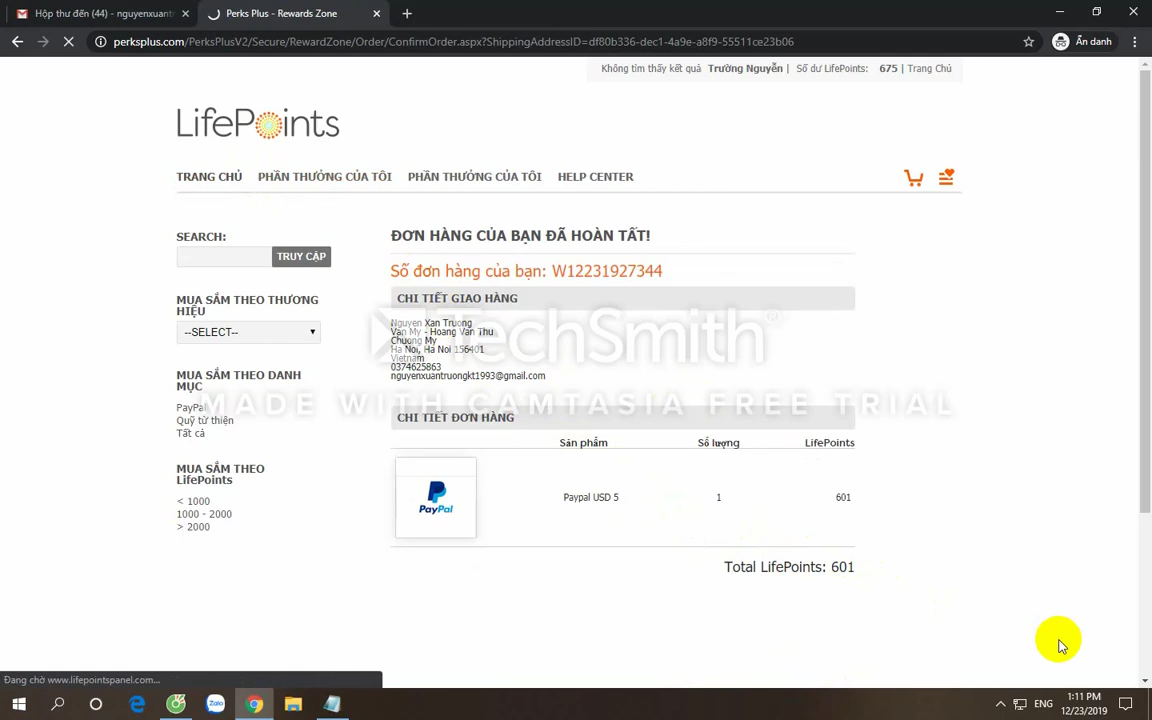 Hộp thư đến (44) - nguyenxuantr
Perks Plus - Rewards Zone
perksplus.com/PerksPlusV2/Secure/RewardZone/Order/ConfirmOrder.aspx?ShippingAddressID=df80b336-dec1-4a9e-a8f9-55511ce23b06
Ẩn danh
Không tìm thấy kết quả Trường Nguyễn | Số dư LifePoints: 675 | Trang Chủ
LifePoints
TRANG CHỦ PHẦN THƯỞNG CỦA TÔI PHẦN THƯỞNG CỦA TÔI HELP CENTER
SEARCH:
TRUY CẬP
MUA SẮM THEO THƯƠNG
HIỆU
--SELECT--
MUA SẮM THEO DANH
MỤC
PayPal
Quỹ từ thiện
Tất cả
MUA SẮM THEO
LifePoints
< 1000
1000 - 2000
> 2000
ĐƠN HÀNG CỦA BẠN ĐÃ HOÀN TẤT!
Số đơn hàng của bạn: W12231927344
CHI TIẾT GIAO HÀNG
Nguyen Xan Truong
Van My - Hoang Van Thu
Chuong My
Ha Noi, Ha Noi 156401
Vietnam
0374625863
nguyenxuantruongkt1993@gmail.com
TechSmith®
MADE WITH CAMTASIA FREE TRIAL
CHI TIẾT ĐƠN HÀNG
Sản phẩm Số lượng LifePoints
PayPal
Paypal USD 5 1 601
Total LifePoints: 601
Đang chờ www.lifepointspanel.com...
Zalo
ENG
1:11 PM
12/23/2019